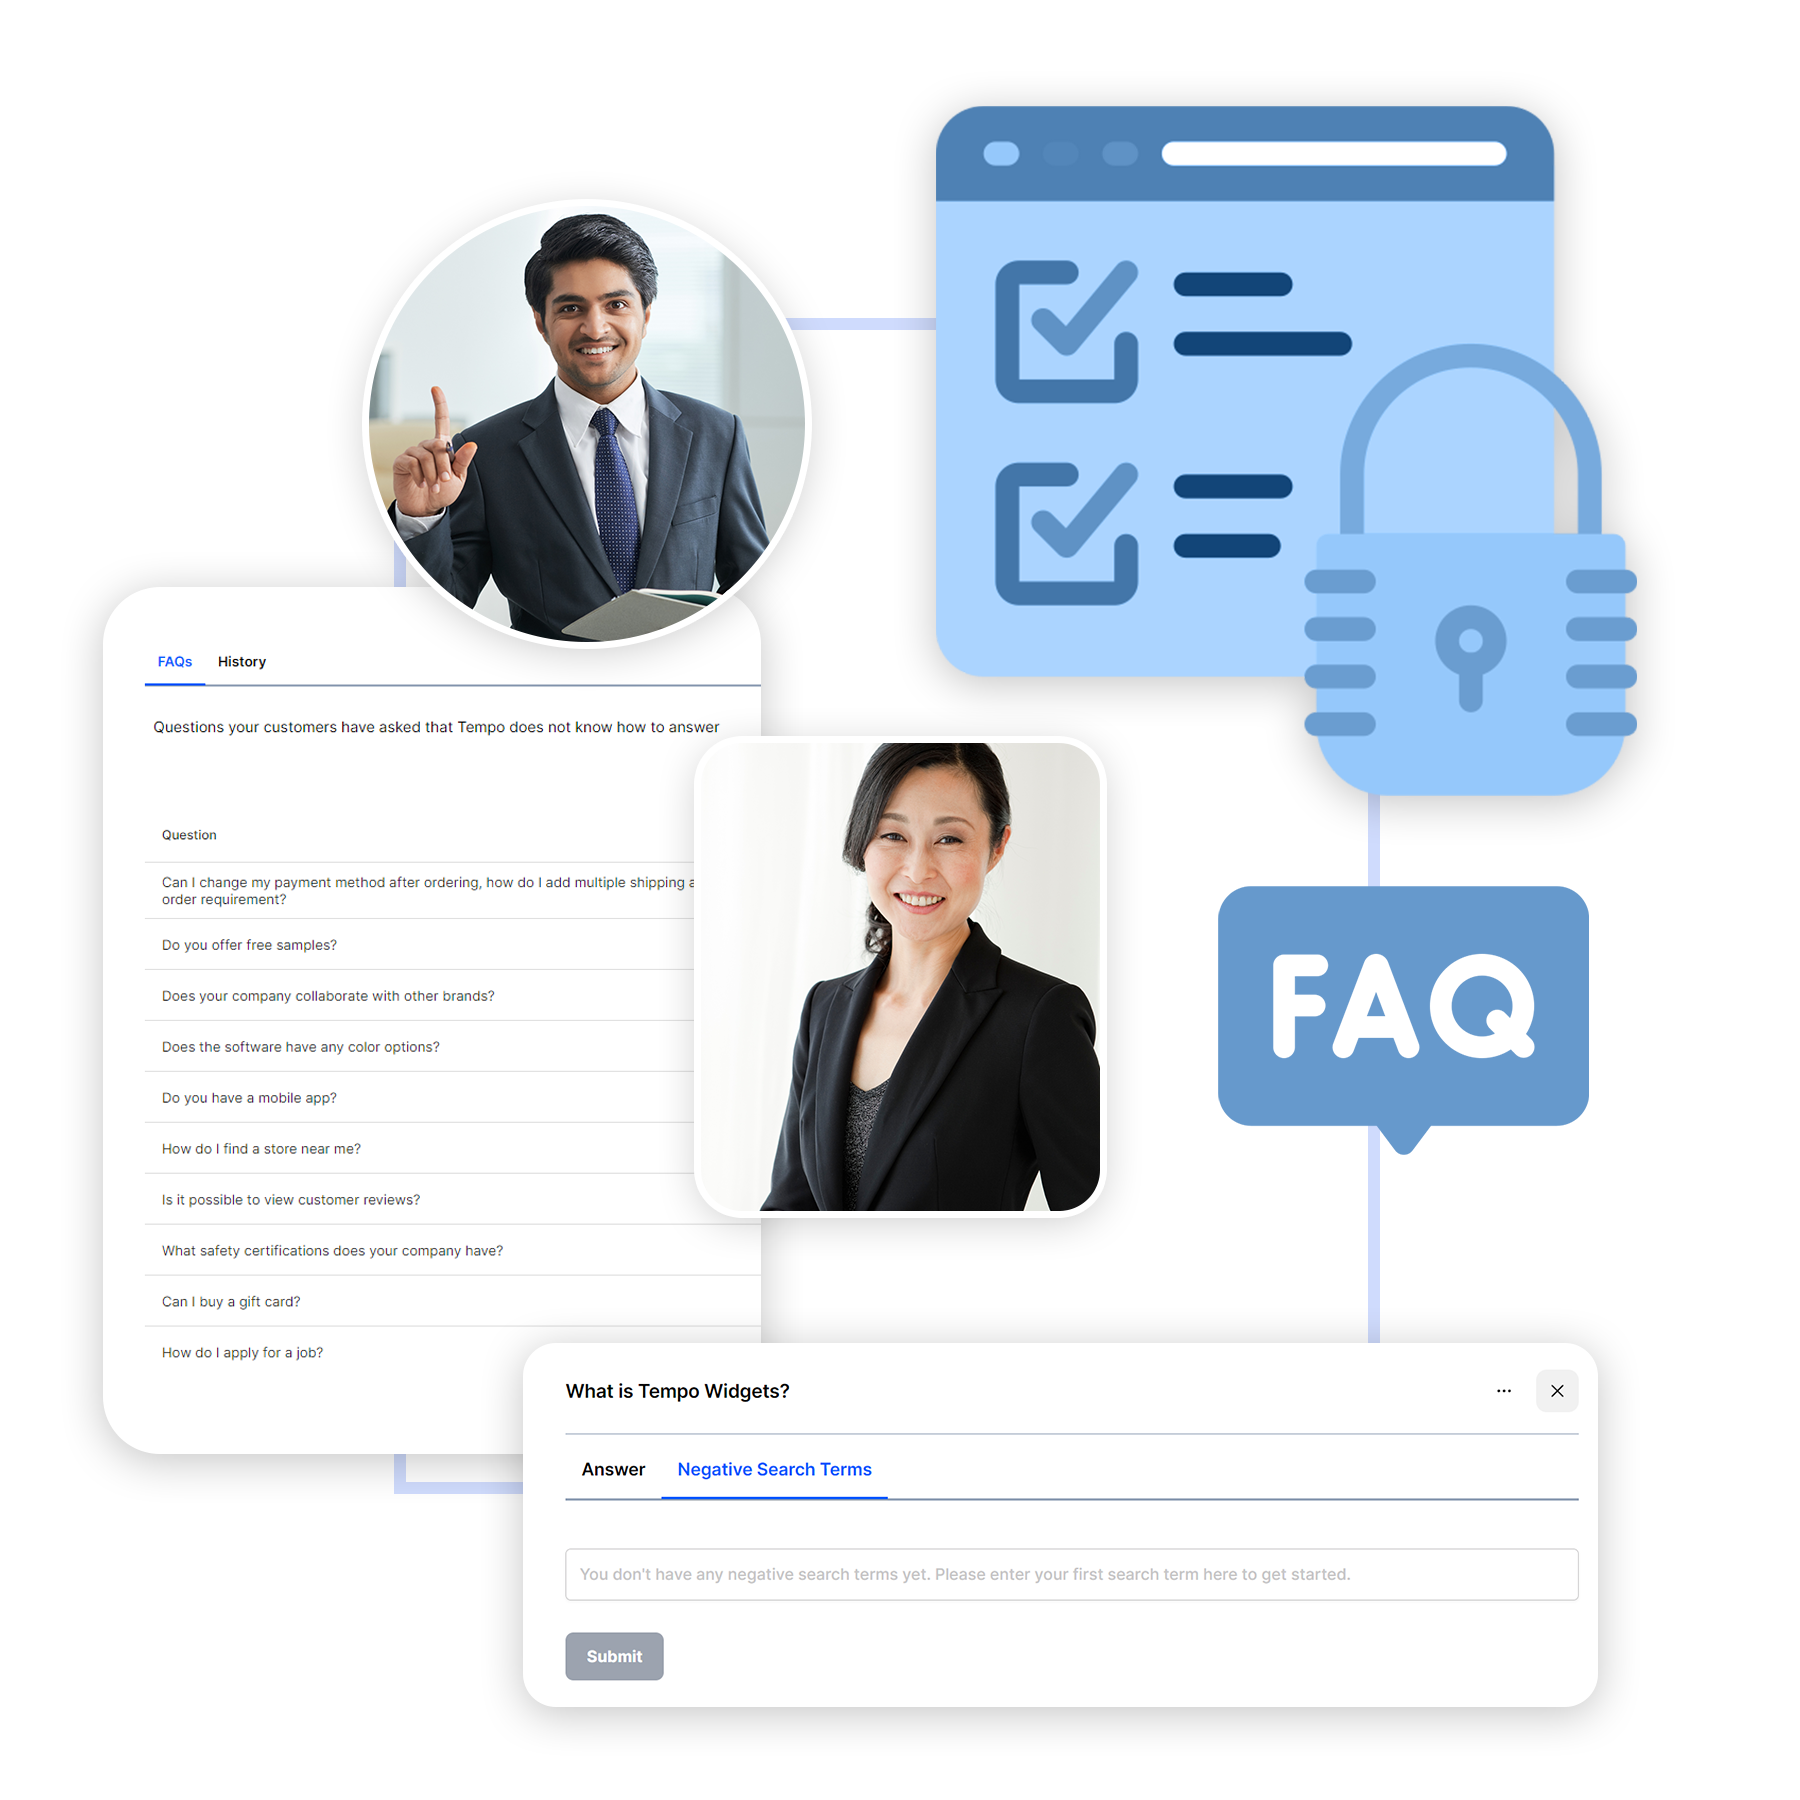 FAQs History
Questions your customers have asked that Tempo does not know how to answer
Question
Can I change my payment method after ordering, how do I add multiple shipping
order requirement?
Do you offer free samples?
Does your company collaborate with other brands?
Does the software have any color options?
Do you have a mobile app?
How do I find a store near me?
Is it possible to view customer reviews?
What safety certifications does your company have?
Can I buy a gift card?
How do I apply for a job?
FAQ
What is Tempo Widgets?
Answer Negative Search Terms
You don't have any negative search terms yet. Please enter your first search term here to get started.
Submit